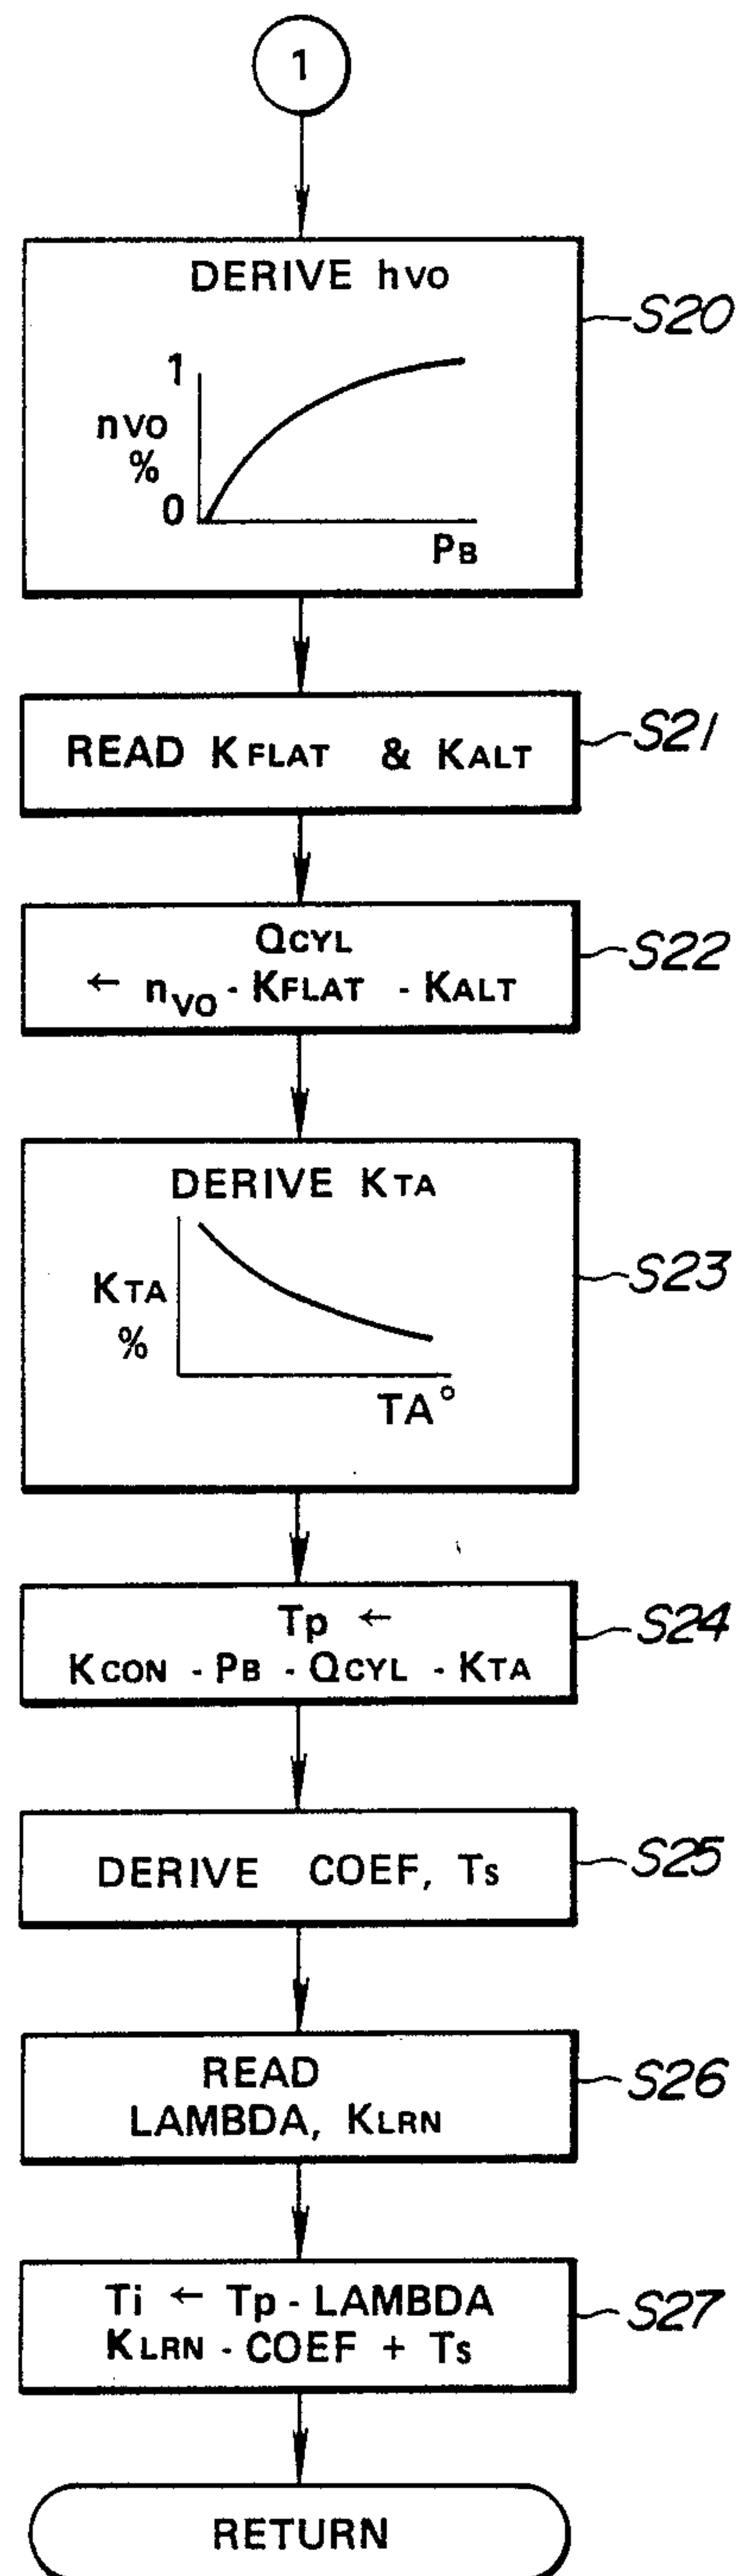 1
DERIVE hvo
S20
1
nvo
%
0
PB
READ KFLAT & KALT
S21
QCYL
← nVO - KFLAT - KALT
S22
DERIVE KTA
S23
KTA
%
TA°
Tp ←
KCON - PB - QCYL - KTA
S24
DERIVE COEF, Ts
S25
READ
LAMBDA, KLRN
S26
Ti ← Tp - LAMBDA
KLRN - COEF + Ts
S27
RETURN